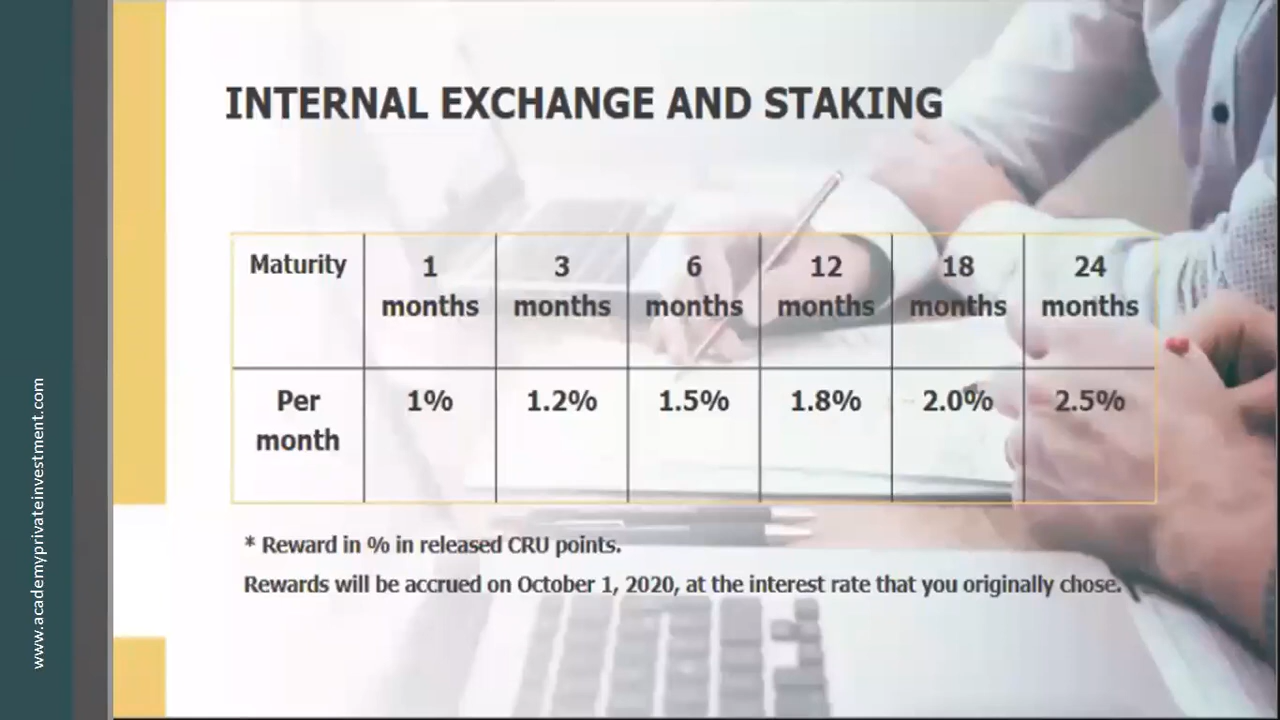 INTERNAL EXCHANGE AND STAKING
Maturity 1 months 3 months 6 months 12 months 18 months 24 months
Per month 1% 1.2% 1.5% 1.8% 2.0% 2.5%
* Reward in % in released CRU points.
Rewards will be accrued on October 1, 2020, at the interest rate that you originally chose.
www.academyprivateinvestment.com